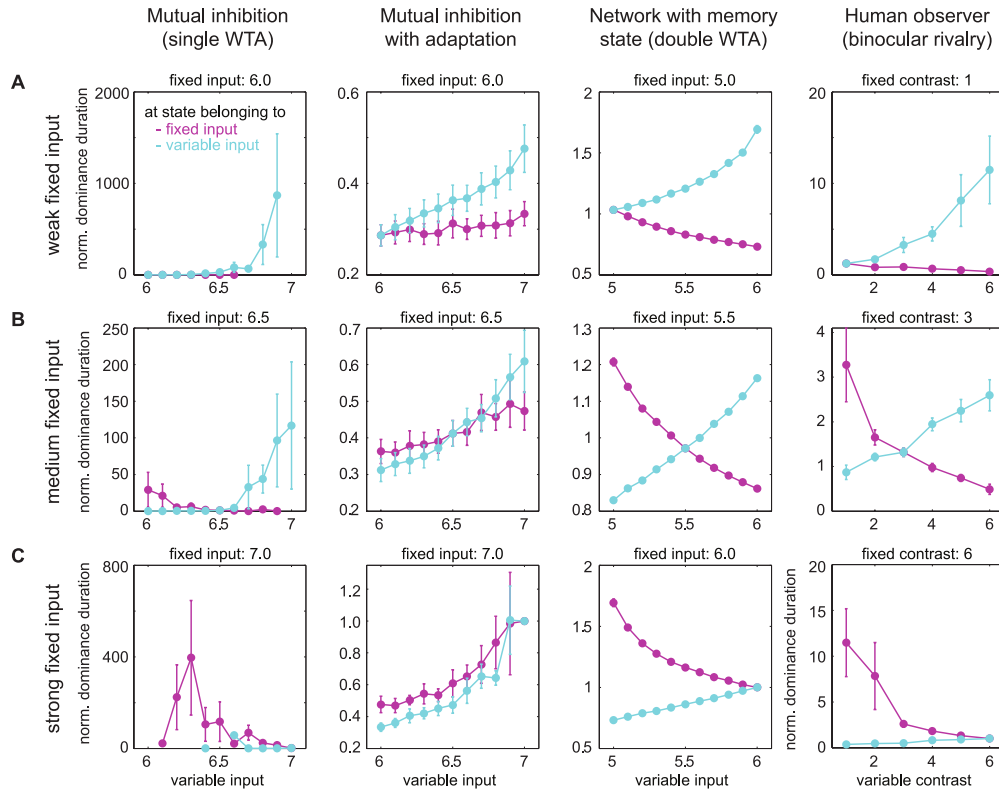 Mutual inhibition
(single WTA)
Mutual inhibition
with adaptation
Network with memory
state (double WTA)
Human observer
(binocular rivalry)
A
weak fixed input
norm. dominance duration
fixed input: 6.0
at state belonging to
- fixed input
- variable input
2000
1000
0
6
6.5
7
fixed input: 6.0
0.6
0.4
0.2
6
6.5
7
fixed input: 5.0
2
1.5
1
0.5
5
5.5
6
fixed contrast: 1
20
10
0
2
4
6
B
medium fixed input
norm. dominance duration
fixed input: 6.5
250
200
150
100
50
0
6
6.5
7
fixed input: 6.5
0.7
0.6
0.5
0.4
0.3
0.2
6
6.5
7
fixed input: 5.5
1.3
1.2
1.1
1
0.9
0.8
5
5.5
6
fixed contrast: 3
4
3
2
1
0
2
4
6
C
strong fixed input
norm. dominance duration
fixed input: 7.0
800
400
0
6
6.5
7
variable input
fixed input: 7.0
1.4
1.2
1.0
0.8
0.6
0.4
0.2
6
6.5
7
variable input
fixed input: 6.0
2
1.5
1
0.5
5
5.5
6
variable input
fixed contrast: 6
norm. dominance duration
20
15
10
5
0
2
4
6
variable contrast